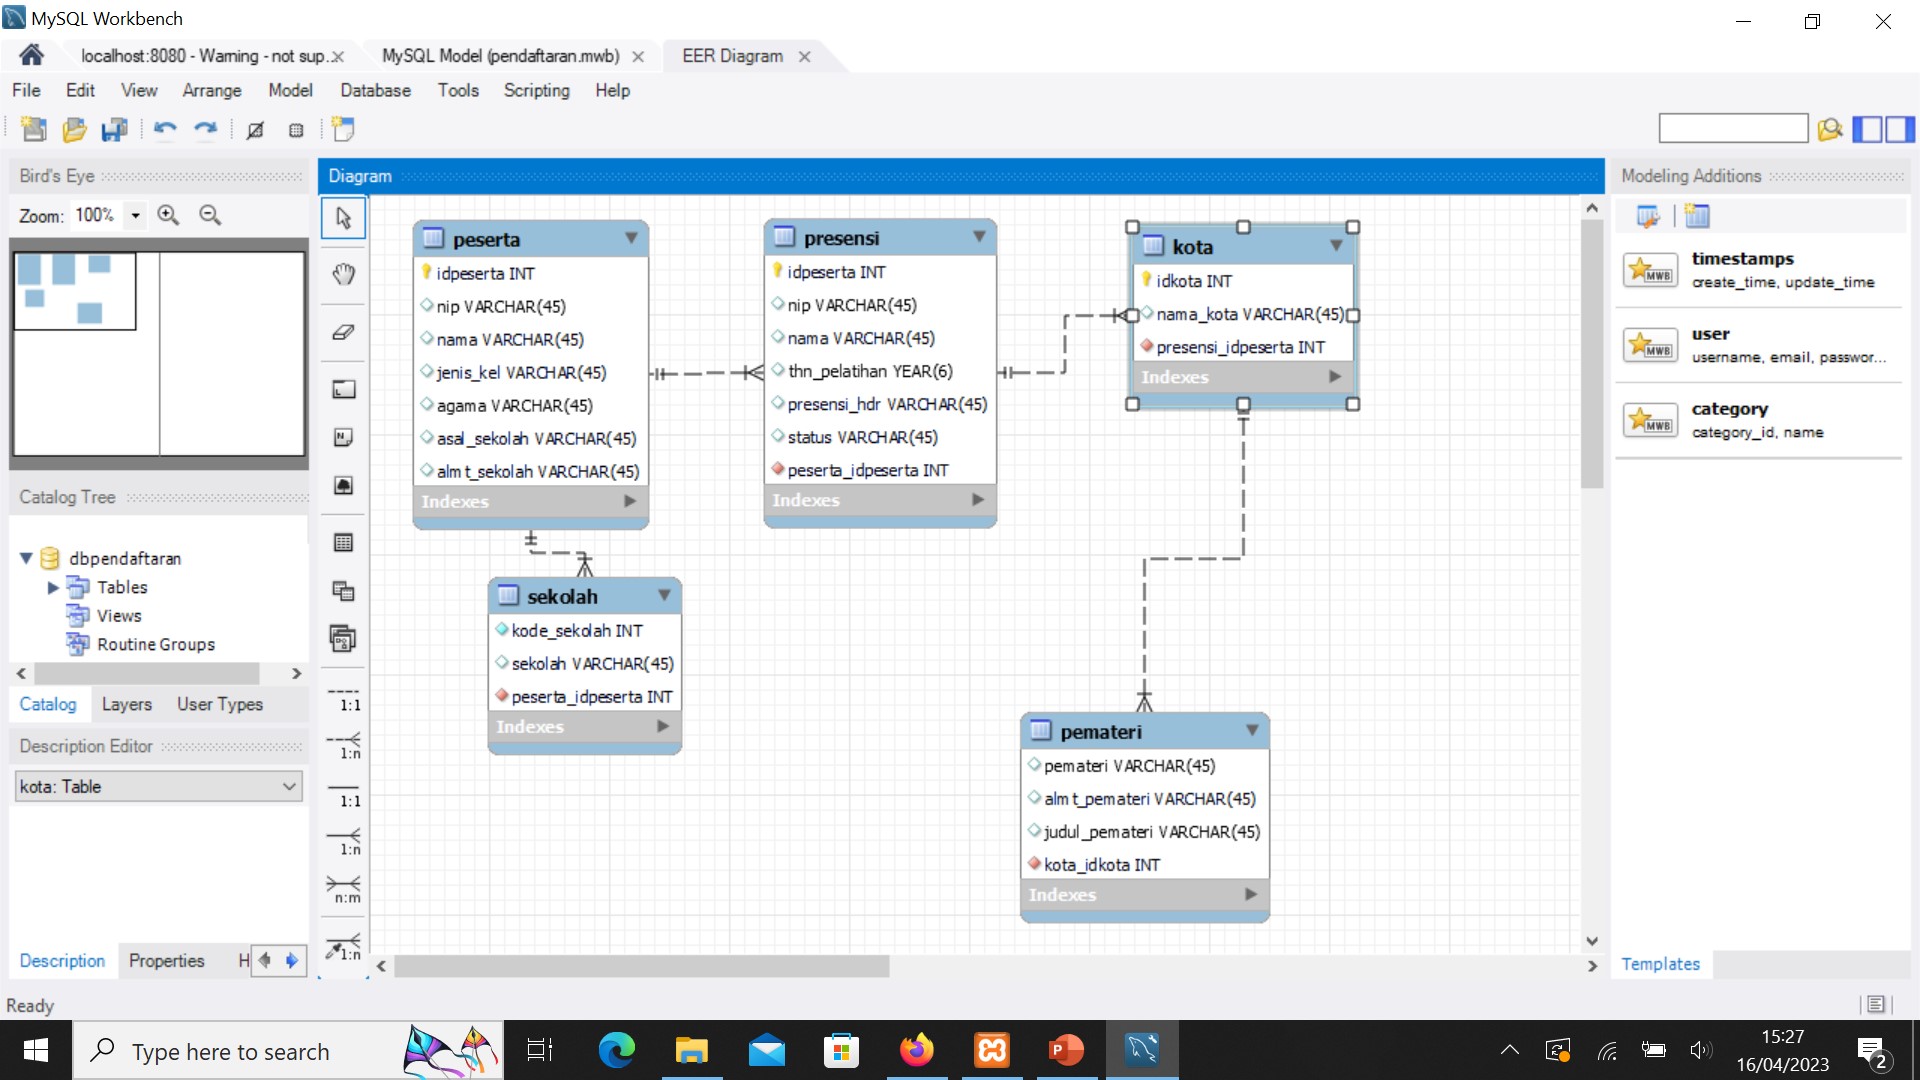 MySQL Workbench
localhost:8080 - Warning - not sup..
MySQL Model (pendaftaran.mwb)
EER Diagram
File Edit View Arrange Model Database Tools Scripting Help
Bird's Eye
Zoom: 100%
Catalog Tree
dbpendaftaran
Tables
Views
Routine Groups
Catalog Layers User Types
Description Editor
kota: Table
Description Properties H
Ready
Diagram
1:1
1:n
1:1
1:n
n:m
1:n
peserta
idpeserta INT
nip VARCHAR(45)
nama VARCHAR(45)
jenis_kel VARCHAR(45)
agama VARCHAR(45)
asal_sekolah VARCHAR(45)
almt_sekolah VARCHAR(45)
Indexes
presensi
idpeserta INT
nip VARCHAR(45)
nama VARCHAR(45)
thn_pelatihan YEAR(6)
presensi_hdr VARCHAR(45)
status VARCHAR(45)
peserta_idpeserta INT
Indexes
kota
idkota INT
nama_kota VARCHAR(45)
presensi_idpeserta INT
Indexes
sekolah
kode_sekolah INT
sekolah VARCHAR(45)
peserta_idpeserta INT
Indexes
pemateri
pemateri VARCHAR(45)
almt_pemateri VARCHAR(45)
judul_pemateri VARCHAR(45)
kota_idkota INT
Indexes
Modeling Additions
MWB
timestamps
create_time, update_time
MWB
user
username, email, passwor...
MWB
category
category_id, name
Templates
Type here to search
15:27
16/04/2023
2